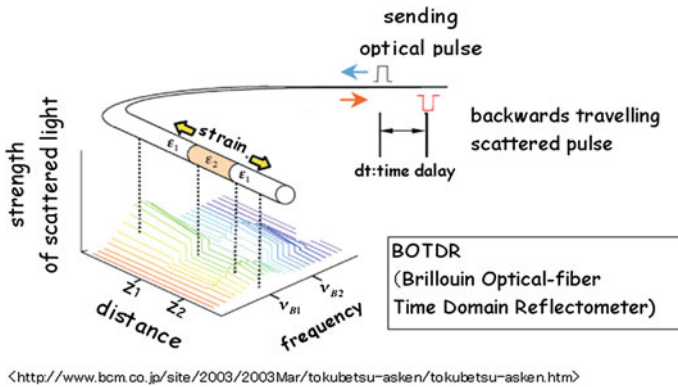 sending
optical pulse
backwards travelling
scattered pulse
dt:time dalay
strain.
ε1
ε2
ε1
strength
of scattered light
Z1
Z2
distance
νB1
νB2
frequency
BOTDR
(Brillouin Optical-fiber
Time Domain Reflectometer)
<http://www.bcm.co.jp/site/2003/2003Mar/tokubetsu-asken/tokubetsu-asken.htm>